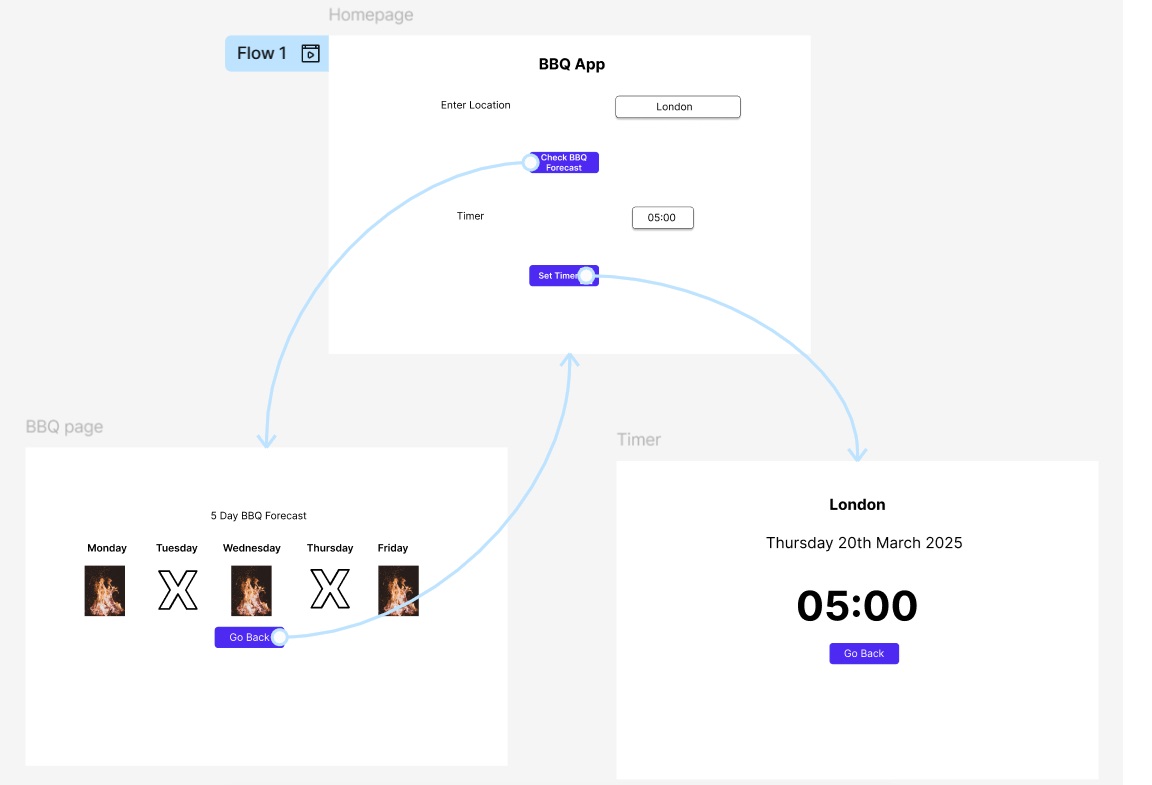 Homepage
Flow 1
BBQ App
Enter Location
London
Check BBQ
Forecast
Timer
05:00
Set Timer
BBQ page
5 Day BBQ Forecast
Monday Tuesday Wednesday Thursday Friday
X X
Go Back
Timer
London
Thursday 20th March 2025
05:00
Go Back